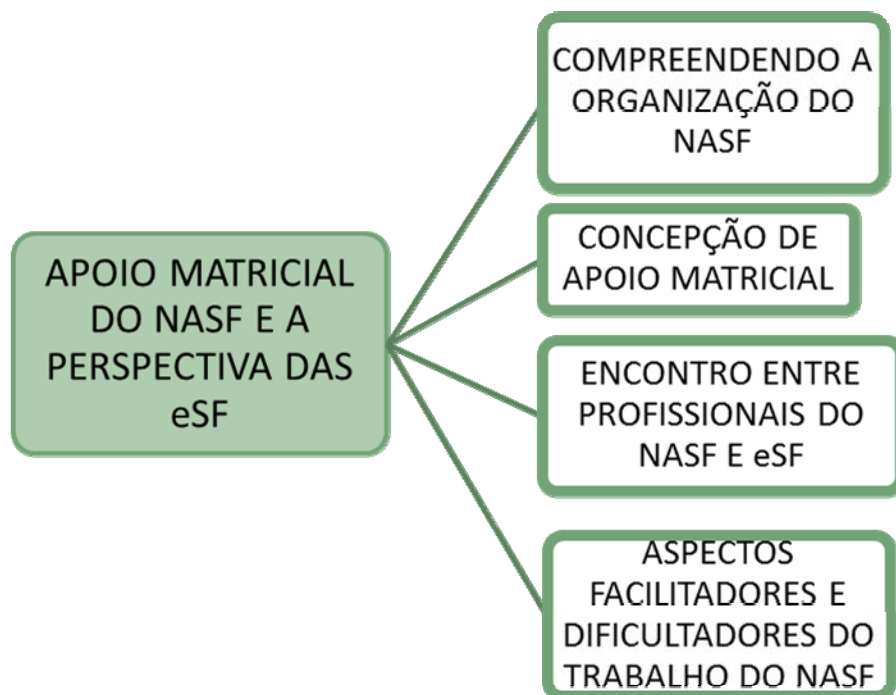 APOIO MATRICIAL
DO NASF E A
PERSPECTIVA DAS
eSF
COMPREENDENDO A
ORGANIZAÇÃO DO
NASF
CONCEPÇÃO DE
APOIO MATRICIAL
ENCONTRO ENTRE
PROFISSIONAIS DO
NASF E eSF
ASPECTOS
FACILITADORES E
DIFICULTADORES DO
TRABALHO DO NASF